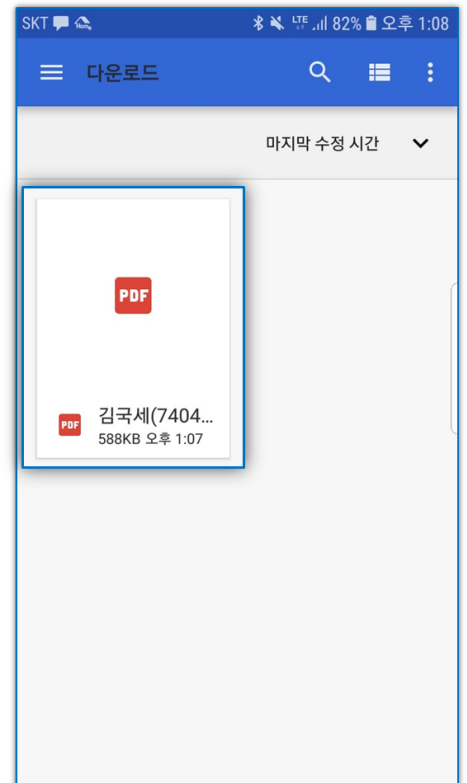 SKT LTE 82% 오후 1:08
다운로드
마지막 수정 시간
PDF
PDF 김국세(7404...
588KB 오후 1:07